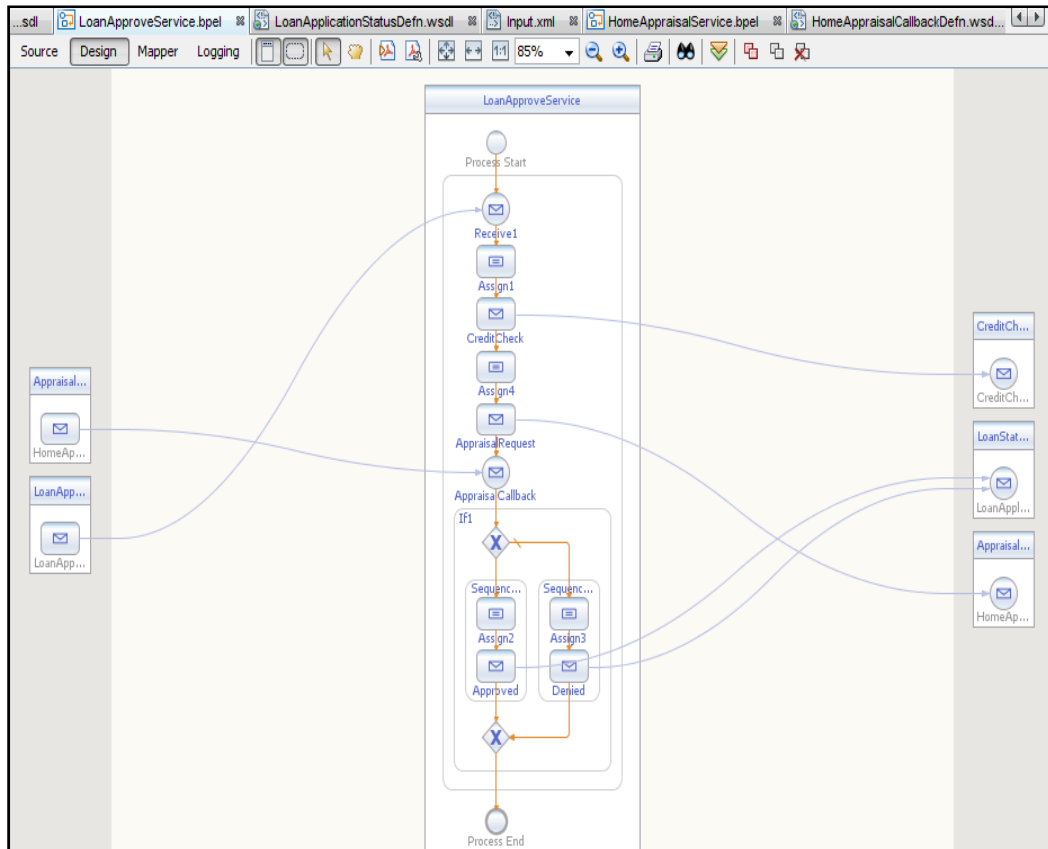 ...sdl LoanApproveService.bpel LoanApplicationStatusDefn.wsdl Input.xml HomeAppraisalService.bpel HomeAppraisalCallbackDefn.wsd...
Source Design Mapper Logging 1:1 85%
LoanApproveService
Process Start
Receive1
Assign1
CreditCheck
Assign4
AppraisalRequest
AppraisalCallback
If1
X
Sequenc... Sequenc...
Assign2 Assign3
Approved Denied
X
Process End
Appraisal...
HomeAp...
LoanApp...
LoanApp...
CreditCh...
CreditCh...
LoanStat...
LoanAppl...
Appraisal...
HomeAp...